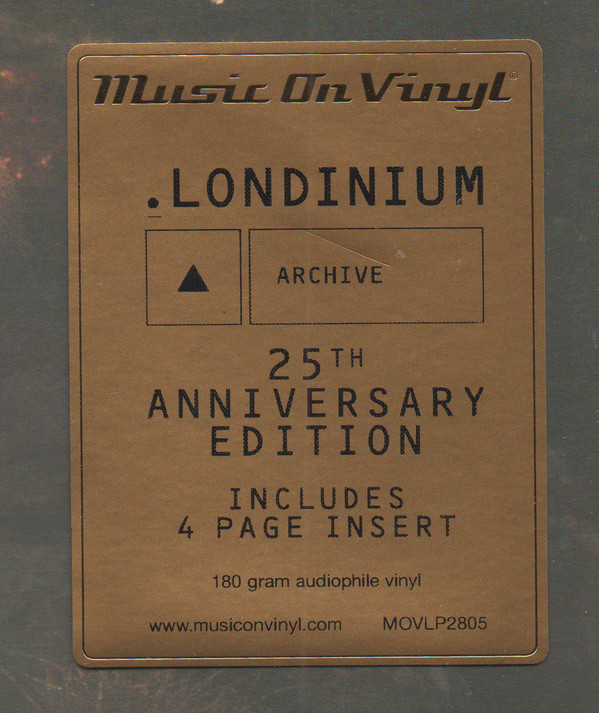 Music On Vinyl®
.LONDINIUM
ARCHIVE
25TH
ANNIVERSARY
EDITION
INCLUDES
4 PAGE INSERT
180 gram audiophile vinyl
www.musiconvinyl.com MOVLP2805